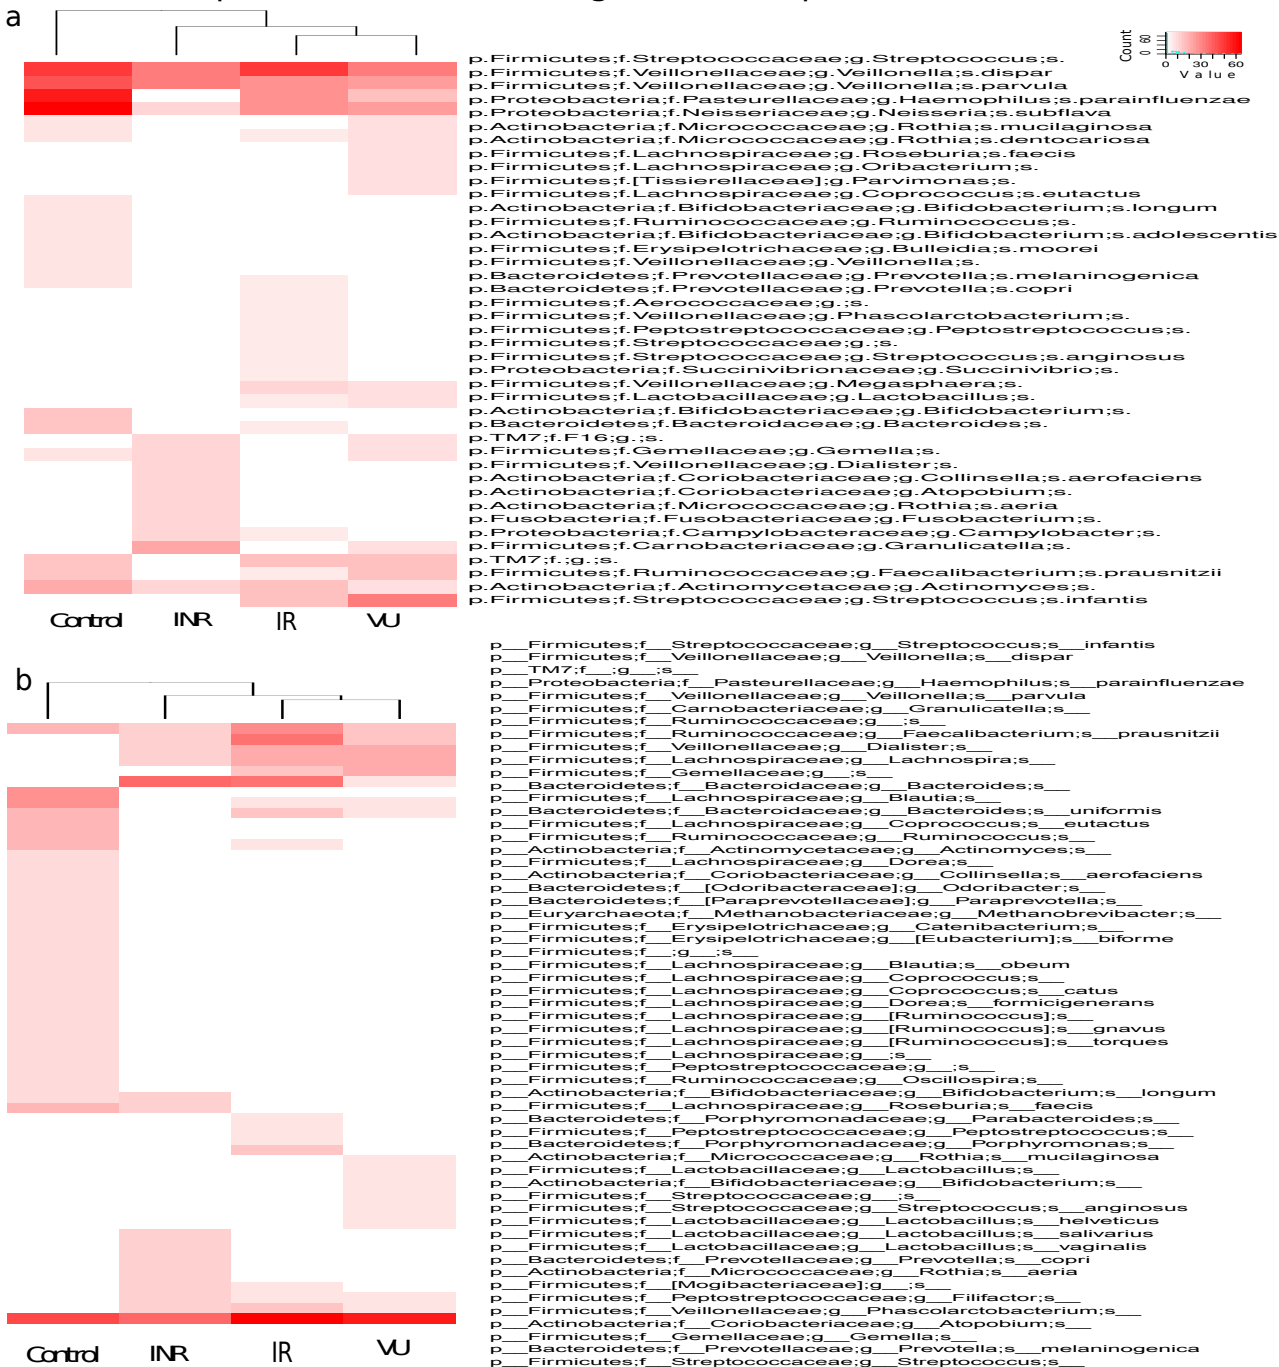 a
Count
0 60
0 30 60
Value
p.Firmicutes;f.Streptococcaceae;g.Streptococcus;s.
p.Firmicutes;f.Veillonellaceae;g.Veillonella;s.dispar
p.Firmicutes;f.Veillonellaceae;g.Veillonella;s.parvula
p.Proteobacteria;f.Pasteurellaceae;g.Haemophilus;s.parainfluenzae
p.Proteobacteria;f.Neisseriaceae;g.Neisseria;s.subflava
p.Actinobacteria;f.Micrococcaceae;g.Rothia;s.mucilaginosa
p.Actinobacteria;f.Micrococcaceae;g.Rothia;s.dentocariosa
p.Firmicutes;f.Lachnospiraceae;g.Roseburia;s.faecis
p.Firmicutes;f.Lachnospiraceae;g.Oribacterium;s.
p.Firmicutes;f.[Tissierellaceae];g.Parvimonas;s.
p.Firmicutes;f.Lachnospiraceae;g.Coprococcus;s.eutactus
p.Actinobacteria;f.Bifidobacteriaceae;g.Bifidobacterium;s.longum
p.Firmicutes;f.Ruminococcaceae;g.Ruminococcus;s.
p.Actinobacteria;f.Bifidobacteriaceae;g.Bifidobacterium;s.adolescentis
p.Firmicutes;f.Erysipelotrichaceae;g.Bulleidia;s.moorei
p.Firmicutes;f.Veillonellaceae;g.Veillonella;s.
p.Bacteroidetes;f.Prevotellaceae;g.Prevotella;s.melaninogenica
p.Bacteroidetes;f.Prevotellaceae;g.Prevotella;s.copri
p.Firmicutes;f.Aerococcaceae;g.;s.
p.Firmicutes;f.Veillonellaceae;g.Phascolarctobacterium;s.
p.Firmicutes;f.Peptostreptococcaceae;g.Peptostreptococcus;s.
p.Firmicutes;f.Streptococcaceae;g.;s.
p.Firmicutes;f.Streptococcaceae;g.Streptococcus;s.anginosus
p.Proteobacteria;f.Succinivibrionaceae;g.Succinivibrio;s.
p.Firmicutes;f.Veillonellaceae;g.Megasphaera;s.
p.Firmicutes;f.Lactobacillaceae;g.Lactobacillus;s.
p.Actinobacteria;f.Bifidobacteriaceae;g.Bifidobacterium;s.
p.Bacteroidetes;f.Bacteroidaceae;g.Bacteroides;s.
p.TM7;f.F16;g.;s.
p.Firmicutes;f.Gemellaceae;g.Gemella;s.
p.Firmicutes;f.Veillonellaceae;g.Dialister;s.
p.Actinobacteria;f.Coriobacteriaceae;g.Collinsella;s.aerofaciens
p.Actinobacteria;f.Coriobacteriaceae;g.Atopobium;s.
p.Actinobacteria;f.Micrococcaceae;g.Rothia;s.aeria
p.Fusobacteria;f.Fusobacteriaceae;g.Fusobacterium;s.
p.Proteobacteria;f.Campylobacteraceae;g.Campylobacter;s.
p.Firmicutes;f.Carnobacteriaceae;g.Granulicatella;s.
p.TM7;f.;g.;s.
p.Firmicutes;f.Ruminococcaceae;g.Faecalibacterium;s.prausnitzii
p.Actinobacteria;f.Actinomycetaceae;g.Actinomyces;s.
p.Firmicutes;f.Streptococcaceae;g.Streptococcus;s.infantis
Control INR IR VU
b
p__Firmicutes;f__Streptococcaceae;g__Streptococcus;s__infantis
p__Firmicutes;f__Veillonellaceae;g__Veillonella;s__dispar
p__TM7;f__;g__;s__
p__Proteobacteria;f__Pasteurellaceae;g__Haemophilus;s__parainfluenzae
p__Firmicutes;f__Veillonellaceae;g__Veillonella;s__parvula
p__Firmicutes;f__Carnobacteriaceae;g__Granulicatella;s__
p__Firmicutes;f__Ruminococcaceae;g__;s__
p__Firmicutes;f__Ruminococcaceae;g__Faecalibacterium;s__prausnitzii
p__Firmicutes;f__Veillonellaceae;g__Dialister;s__
p__Firmicutes;f__Lachnospiraceae;g__Lachnospira;s__
p__Firmicutes;f__Gemellaceae;g__;s__
p__Bacteroidetes;f__Bacteroidaceae;g__Bacteroides;s__
p__Firmicutes;f__Lachnospiraceae;g__Blautia;s__
p__Bacteroidetes;f__Bacteroidaceae;g__Bacteroides;s__uniformis
p__Firmicutes;f__Lachnospiraceae;g__Coprococcus;s__eutactus
p__Firmicutes;f__Ruminococcaceae;g__Ruminococcus;s__
p__Actinobacteria;f__Actinomycetaceae;g__Actinomyces;s__
p__Firmicutes;f__Lachnospiraceae;g__Dorea;s__
p__Actinobacteria;f__Coriobacteriaceae;g__Collinsella;s__aerofaciens
p__Bacteroidetes;f__[Odoribacteraceae];g__Odoribacter;s__
p__Bacteroidetes;f__[Paraprevotellaceae];g__Paraprevotella;s__
p__Euryarchaeota;f__Methanobacteriaceae;g__Methanobrevibacter;s__
p__Firmicutes;f__Erysipelotrichaceae;g__Catenibacterium;s__
p__Firmicutes;f__Erysipelotrichaceae;g__[Eubacterium];s__biforme
p__Firmicutes;f__;g__;s__
p__Firmicutes;f__Lachnospiraceae;g__Blautia;s__obeum
p__Firmicutes;f__Lachnospiraceae;g__Coprococcus;s__
p__Firmicutes;f__Lachnospiraceae;g__Coprococcus;s__catus
p__Firmicutes;f__Lachnospiraceae;g__Dorea;s__formicigenerans
p__Firmicutes;f__Lachnospiraceae;g__[Ruminococcus];s__
p__Firmicutes;f__Lachnospiraceae;g__[Ruminococcus];s__gnavus
p__Firmicutes;f__Lachnospiraceae;g__[Ruminococcus];s__torques
p__Firmicutes;f__Lachnospiraceae;g__;s__
p__Firmicutes;f__Peptostreptococcaceae;g__;s__
p__Firmicutes;f__Ruminococcaceae;g__Oscillospira;s__
p__Actinobacteria;f__Bifidobacteriaceae;g__Bifidobacterium;s__longum
p__Firmicutes;f__Lachnospiraceae;g__Roseburia;s__faecis
p__Bacteroidetes;f__Porphyromonadaceae;g__Parabacteroides;s__
p__Firmicutes;f__Peptostreptococcaceae;g__Peptostreptococcus;s__
p__Bacteroidetes;f__Porphyromonadaceae;g__Porphyromonas;s__
p__Actinobacteria;f__Micrococcaceae;g__Rothia;s__mucilaginosa
p__Firmicutes;f__Lactobacillaceae;g__Lactobacillus;s__
p__Actinobacteria;f__Bifidobacteriaceae;g__Bifidobacterium;s__
p__Firmicutes;f__Streptococcaceae;g__;s__
p__Firmicutes;f__Streptococcaceae;g__Streptococcus;s__anginosus
p__Firmicutes;f__Lactobacillaceae;g__Lactobacillus;s__helveticus
p__Firmicutes;f__Lactobacillaceae;g__Lactobacillus;s__salivarius
p__Firmicutes;f__Lactobacillaceae;g__Lactobacillus;s__vaginalis
p__Bacteroidetes;f__Prevotellaceae;g__Prevotella;s__copri
p__Actinobacteria;f__Micrococcaceae;g__Rothia;s__aeria
p__Firmicutes;f__[Mogibacteriaceae];g__;s__
p__Firmicutes;f__Peptostreptococcaceae;g__Filifactor;s__
p__Firmicutes;f__Veillonellaceae;g__Phascolarctobacterium;s__
p__Actinobacteria;f__Coriobacteriaceae;g__Atopobium;s__
p__Firmicutes;f__Gemellaceae;g__Gemella;s__
p__Bacteroidetes;f__Prevotellaceae;g__Prevotella;s__melaninogenica
p__Firmicutes;f__Streptococcaceae;g__Streptococcus;s__
Control INR IR VU